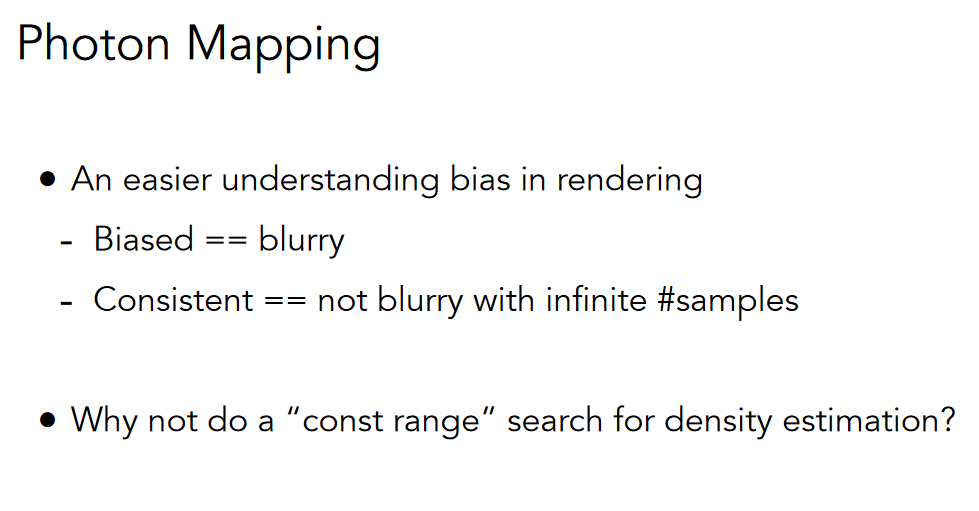 Photon Mapping
• An easier understanding bias in rendering
- Biased == blurry
- Consistent == not blurry with infinite #samples
• Why not do a “const range” search for density estimation?